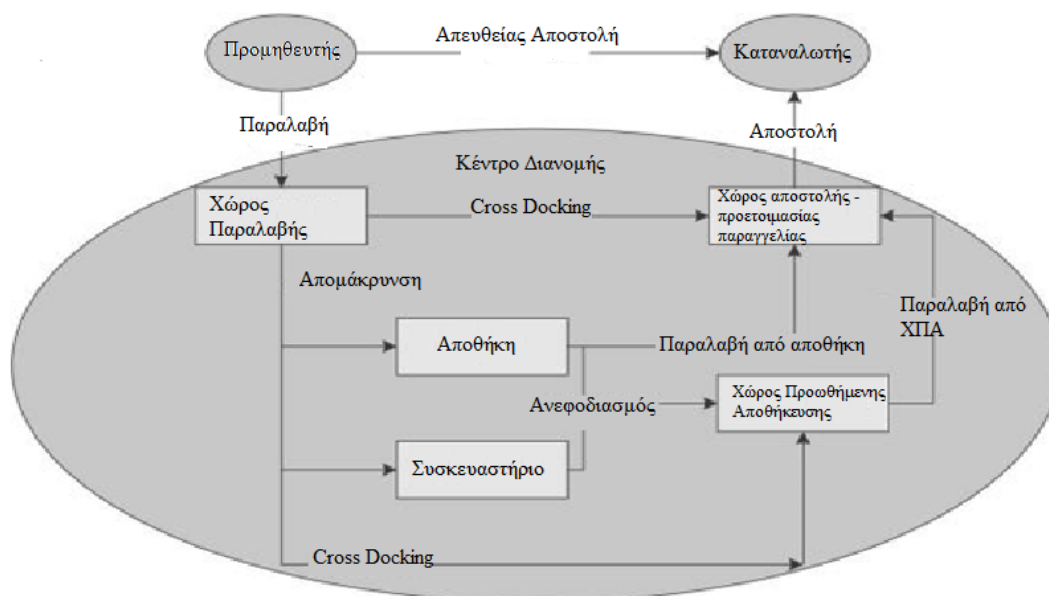 Απευθείας Αποστολή
Προμηθευτής
Καταναλωτής
Παραλαβή
Αποστολή
Κέντρο Διανομής
Χώρος
Παραλαβής
Cross Docking
Χώρος αποστολής -
προετοιμασίας
παραγγελίας
Απομάκρυνση
Παραλαβή από
ΧΠΑ
Αποθήκη
Παραλαβή από αποθήκη
Ανεφοδιασμός
Χώρος Προωθήμενης
Αποθήκευσης
Συσκευαστήριο
Cross Docking